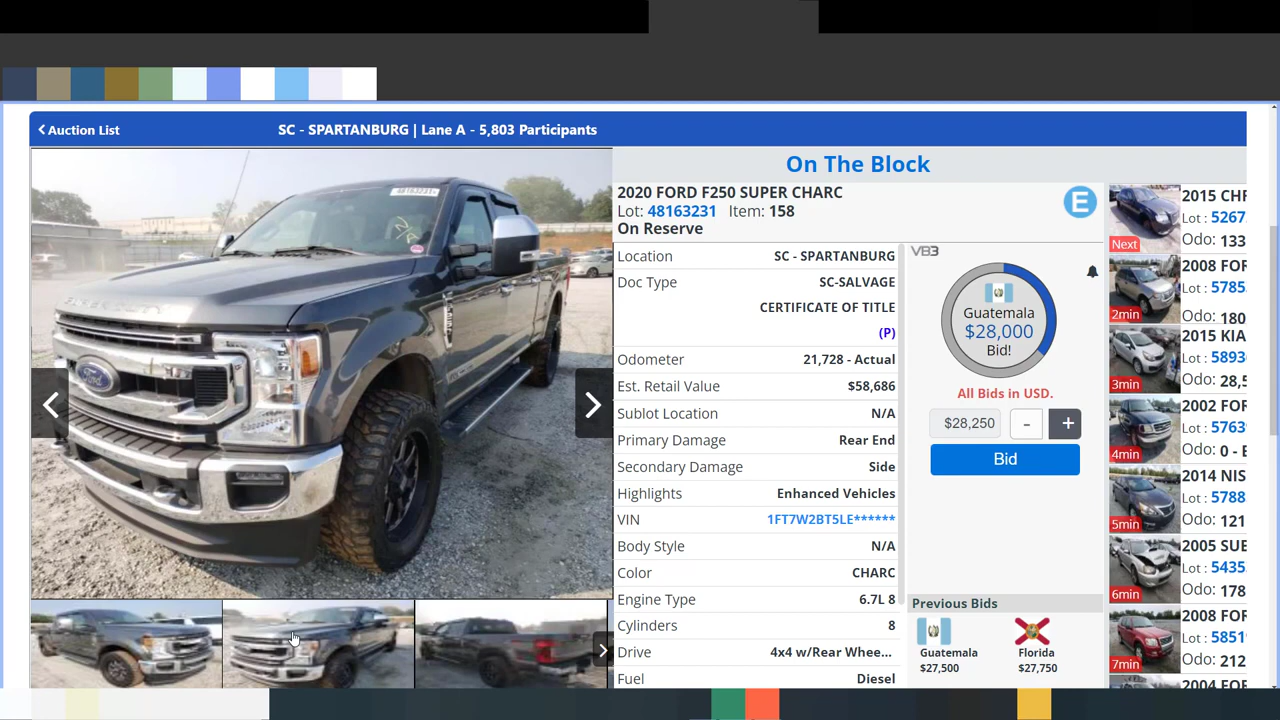 Auction List
SC - SPARTANBURG | Lane A - 5,803 Participants
On The Block
2020 FORD F250 SUPER CHARC
Lot: 48163231 Item: 158
On Reserve
E
48163231
N/A
Ford
Location SC - SPARTANBURG
Doc Type SC-SALVAGE
CERTIFICATE OF TITLE
(P)
Odometer 21,728 - Actual
Est. Retail Value $58,686
Sublot Location N/A
Primary Damage Rear End
Secondary Damage Side
Highlights Enhanced Vehicles
VIN 1FT7W2BT5LE******
Body Style N/A
Color CHARC
Engine Type 6.7L 8
Cylinders 8
Drive 4x4 w/Rear Whee...
Fuel Diesel
VB3
Guatemala
$28,000
Bid!
All Bids in USD.
$28,250 - +
Bid
Previous Bids
Guatemala
$27,500
Florida
$27,750
2015 CHR
Lot : 5267
Next Odo: 133
2008 FOR
Lot : 5785
2min Odo: 180
2015 KIA
Lot : 5893
3min Odo: 28,5
2002 FOR
Lot : 5763
4min Odo: 0 - E
2014 NIS
Lot : 5788
5min Odo: 121
2005 SUB
Lot : 5435
6min Odo: 178
2008 FOR
Lot : 5851
7min Odo: 212
2004 FOR